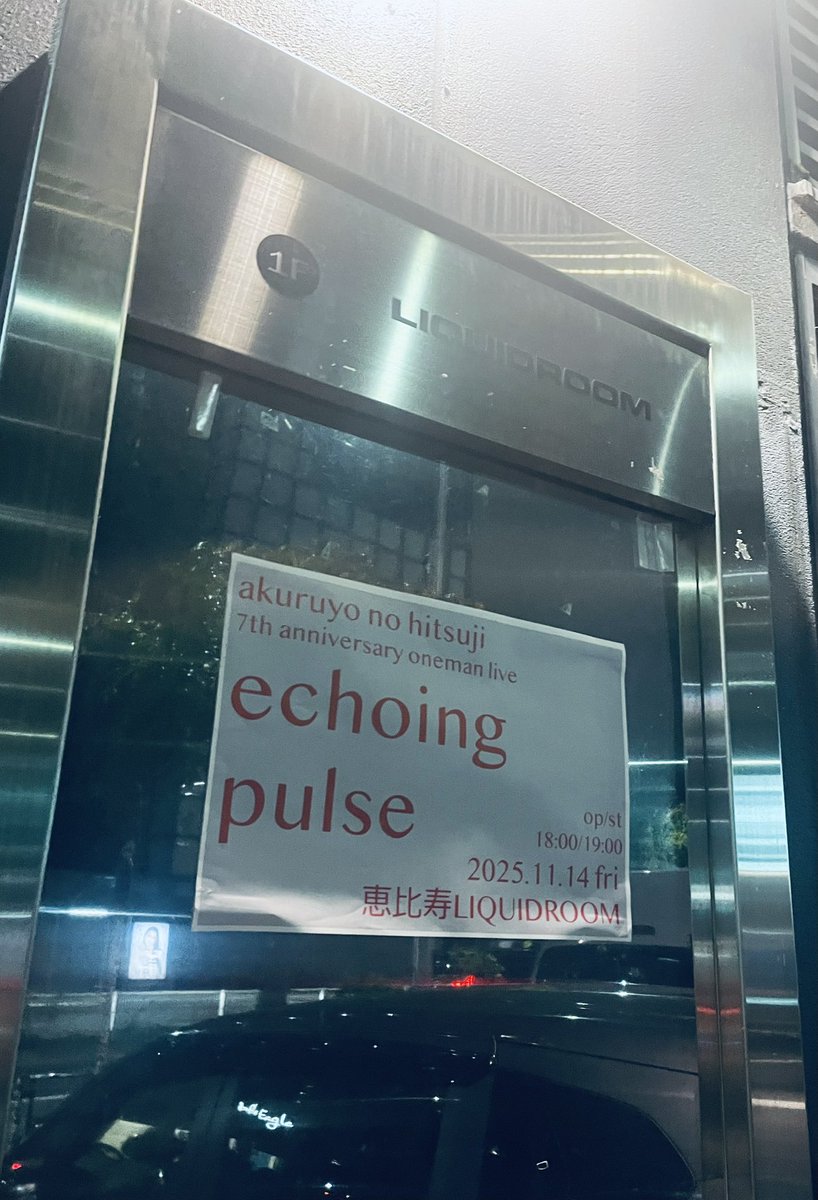 1F
LIQUIDROOM
akuruyo no hitsuji
7th anniversary oneman live
echoing
pulse
op/st
18:00/19:00
2025.11.14 fri
恵比寿LIQUIDROOM